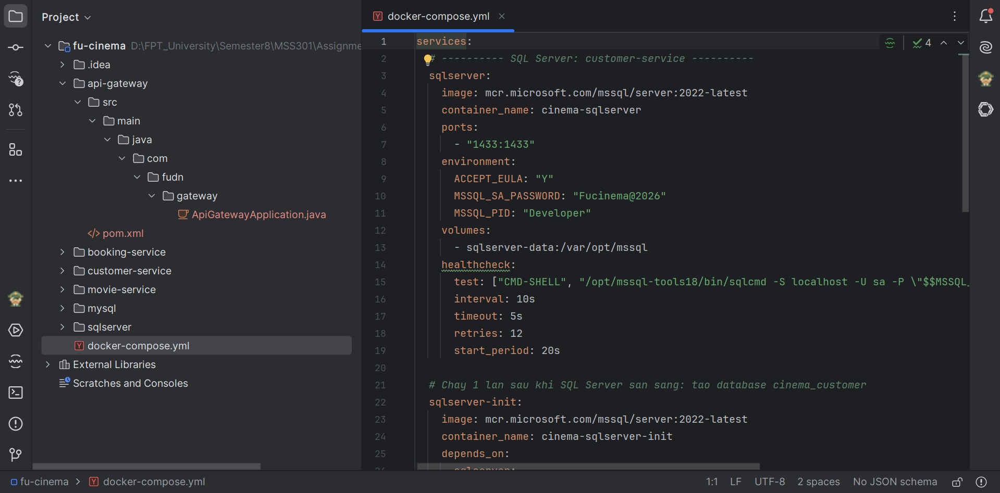 Project
docker-compose.yml
fu-cinema D:\FPT_University\Semester8\MSS301\Assignme
.idea
api-gateway
src
main
java
com
fudn
gateway
ApiGatewayApplication.java
pom.xml
booking-service
customer-service
movie-service
mysql
sqlserver
docker-compose.yml
External Libraries
Scratches and Consoles
4
1 services:
2 # ---------- SQL Server: customer-service ----------
3 sqlserver:
4 image: mcr.microsoft.com/mssql/server:2022-latest
5 container_name: cinema-sqlserver
6 ports:
7 - "1433:1433"
8 environment:
9 ACCEPT_EULA: "Y"
10 MSSQL_SA_PASSWORD: "Fucinema@2026"
11 MSSQL_PID: "Developer"
12 volumes:
13 - sqlserver-data:/var/opt/mssql
14 healthcheck:
15 test: ["CMD-SHELL", "/opt/mssql-tools18/bin/sqlcmd -S localhost -U sa -P \"$$MSSQL_
16 interval: 10s
17 timeout: 5s
18 retries: 12
19 start_period: 20s
20
21 # Chay 1 lan sau khi SQL Server san sang: tao database cinema_customer
22 sqlserver-init:
23 image: mcr.microsoft.com/mssql/server:2022-latest
24 container_name: cinema-sqlserver-init
25 depends_on:
fu-cinema > docker-compose.yml
1:1 LF UTF-8 2 spaces No JSON schema